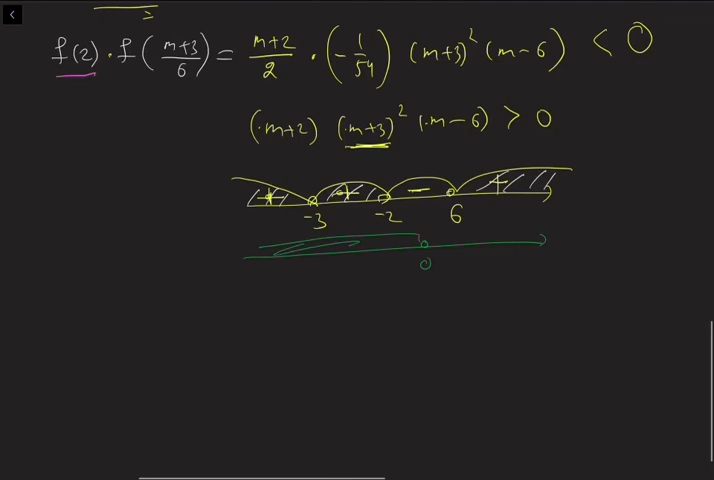 f(2) · f((m+3)/6) = (m+2)/2 · (-1/54) (m+3)² (m-6) < 0
(·m+2) (·m+3)² (·m-6) > 0
+ + - +
-3 -2 6
0